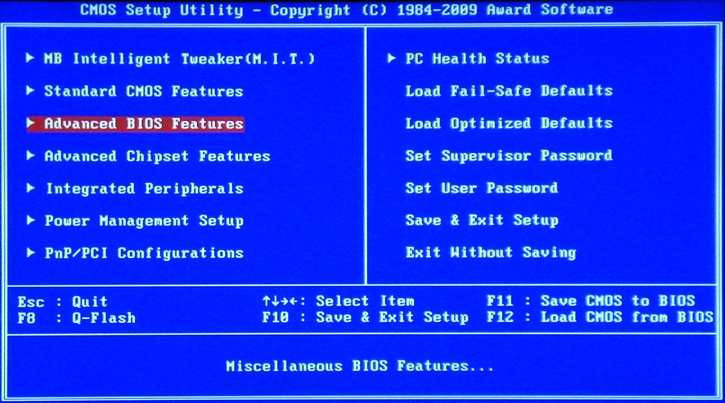 CMOS Setup Utility - Copyright (C) 1984-2009 Award Software
▶ MB Intelligent Tweaker(M.I.T.)
▶ Standard CMOS Features
▶ Advanced BIOS Features
▶ Advanced Chipset Features
▶ Integrated Peripherals
▶ Power Management Setup
▶ PnP/PCI Configurations
▶ PC Health Status
Load Fail-Safe Defaults
Load Optimized Defaults
Set Supervisor Password
Set User Password
Save & Exit Setup
Exit Without Saving
Esc : Quit
F8 : Q-Flash
↑↓→←: Select Item
F10 : Save & Exit Setup
F11 : Save CMOS to BIOS
F12 : Load CMOS from BIOS
Miscellaneous BIOS Features...